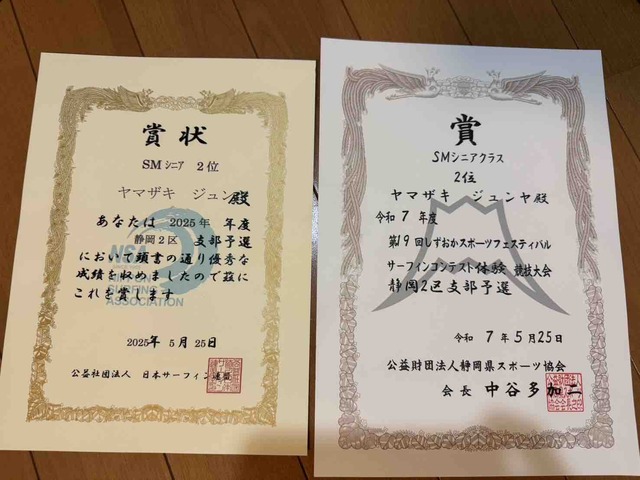 賞状
SMシニア 2位
ヤマザキ ジュン殿
あなたは 2025年 年度
静岡2区 支部予選
において頭書の通り優秀な
成績を収めましたので茲に
これを賞します
NSA
SURFING
ASSOCIATION
2025年 5月 25日
公益社団法人 日本サーフィン連盟
賞
SMシニアクラス
2位
ヤマザキ ジュンヤ殿
令和7年度
第19回しずおかスポーツフェスティバル
サーフィンコンテスト体験 競技大会
静岡2区支部予選
令和 7年5月25日
公益財団法人静岡県スポーツ協会
会長 中谷多加二